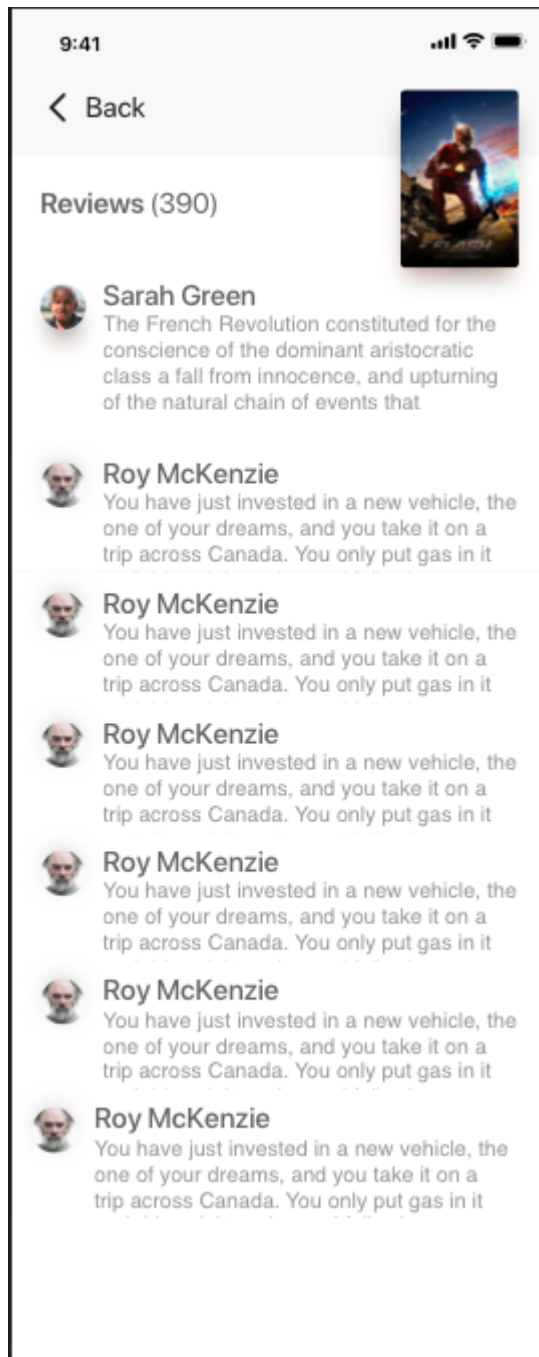 9:41
Back
Reviews (390)
FLASH
Sarah Green
The French Revolution constituted for the
conscience of the dominant aristocratic
class a fall from innocence, and upturning
of the natural chain of events that
Roy McKenzie
You have just invested in a new vehicle, the
one of your dreams, and you take it on a
trip across Canada. You only put gas in it
Roy McKenzie
You have just invested in a new vehicle, the
one of your dreams, and you take it on a
trip across Canada. You only put gas in it
Roy McKenzie
You have just invested in a new vehicle, the
one of your dreams, and you take it on a
trip across Canada. You only put gas in it
Roy McKenzie
You have just invested in a new vehicle, the
one of your dreams, and you take it on a
trip across Canada. You only put gas in it
Roy McKenzie
You have just invested in a new vehicle, the
one of your dreams, and you take it on a
trip across Canada. You only put gas in it
Roy McKenzie
You have just invested in a new vehicle, the
one of your dreams, and you take it on a
trip across Canada. You only put gas in it